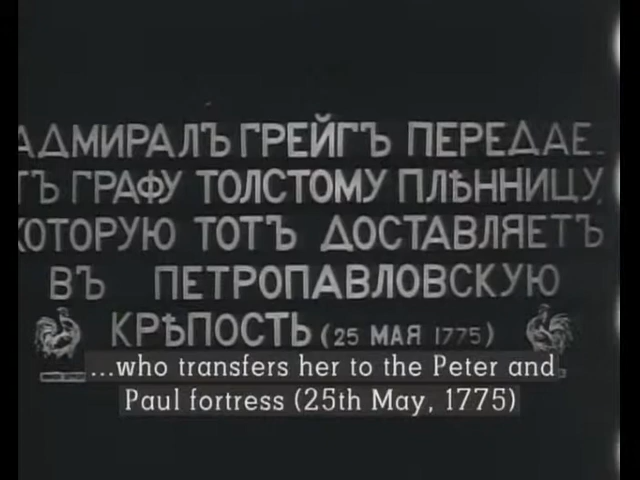 АДМИРАЛЪ ГРЕЙГЪ ПЕРЕДАЕ-
ТЪ ГРАФУ ТОЛСТОМУ ПЛѢННИЦУ,
КОТОРУЮ ТОТЪ ДОСТАВЛЯЕТЪ
ВЪ ПЕТРОПАВЛОВСКУЮ
КРѢПОСТЬ (25 МАЯ 1775)
...who transfers her to the Peter and
Paul fortress (25th May, 1775)